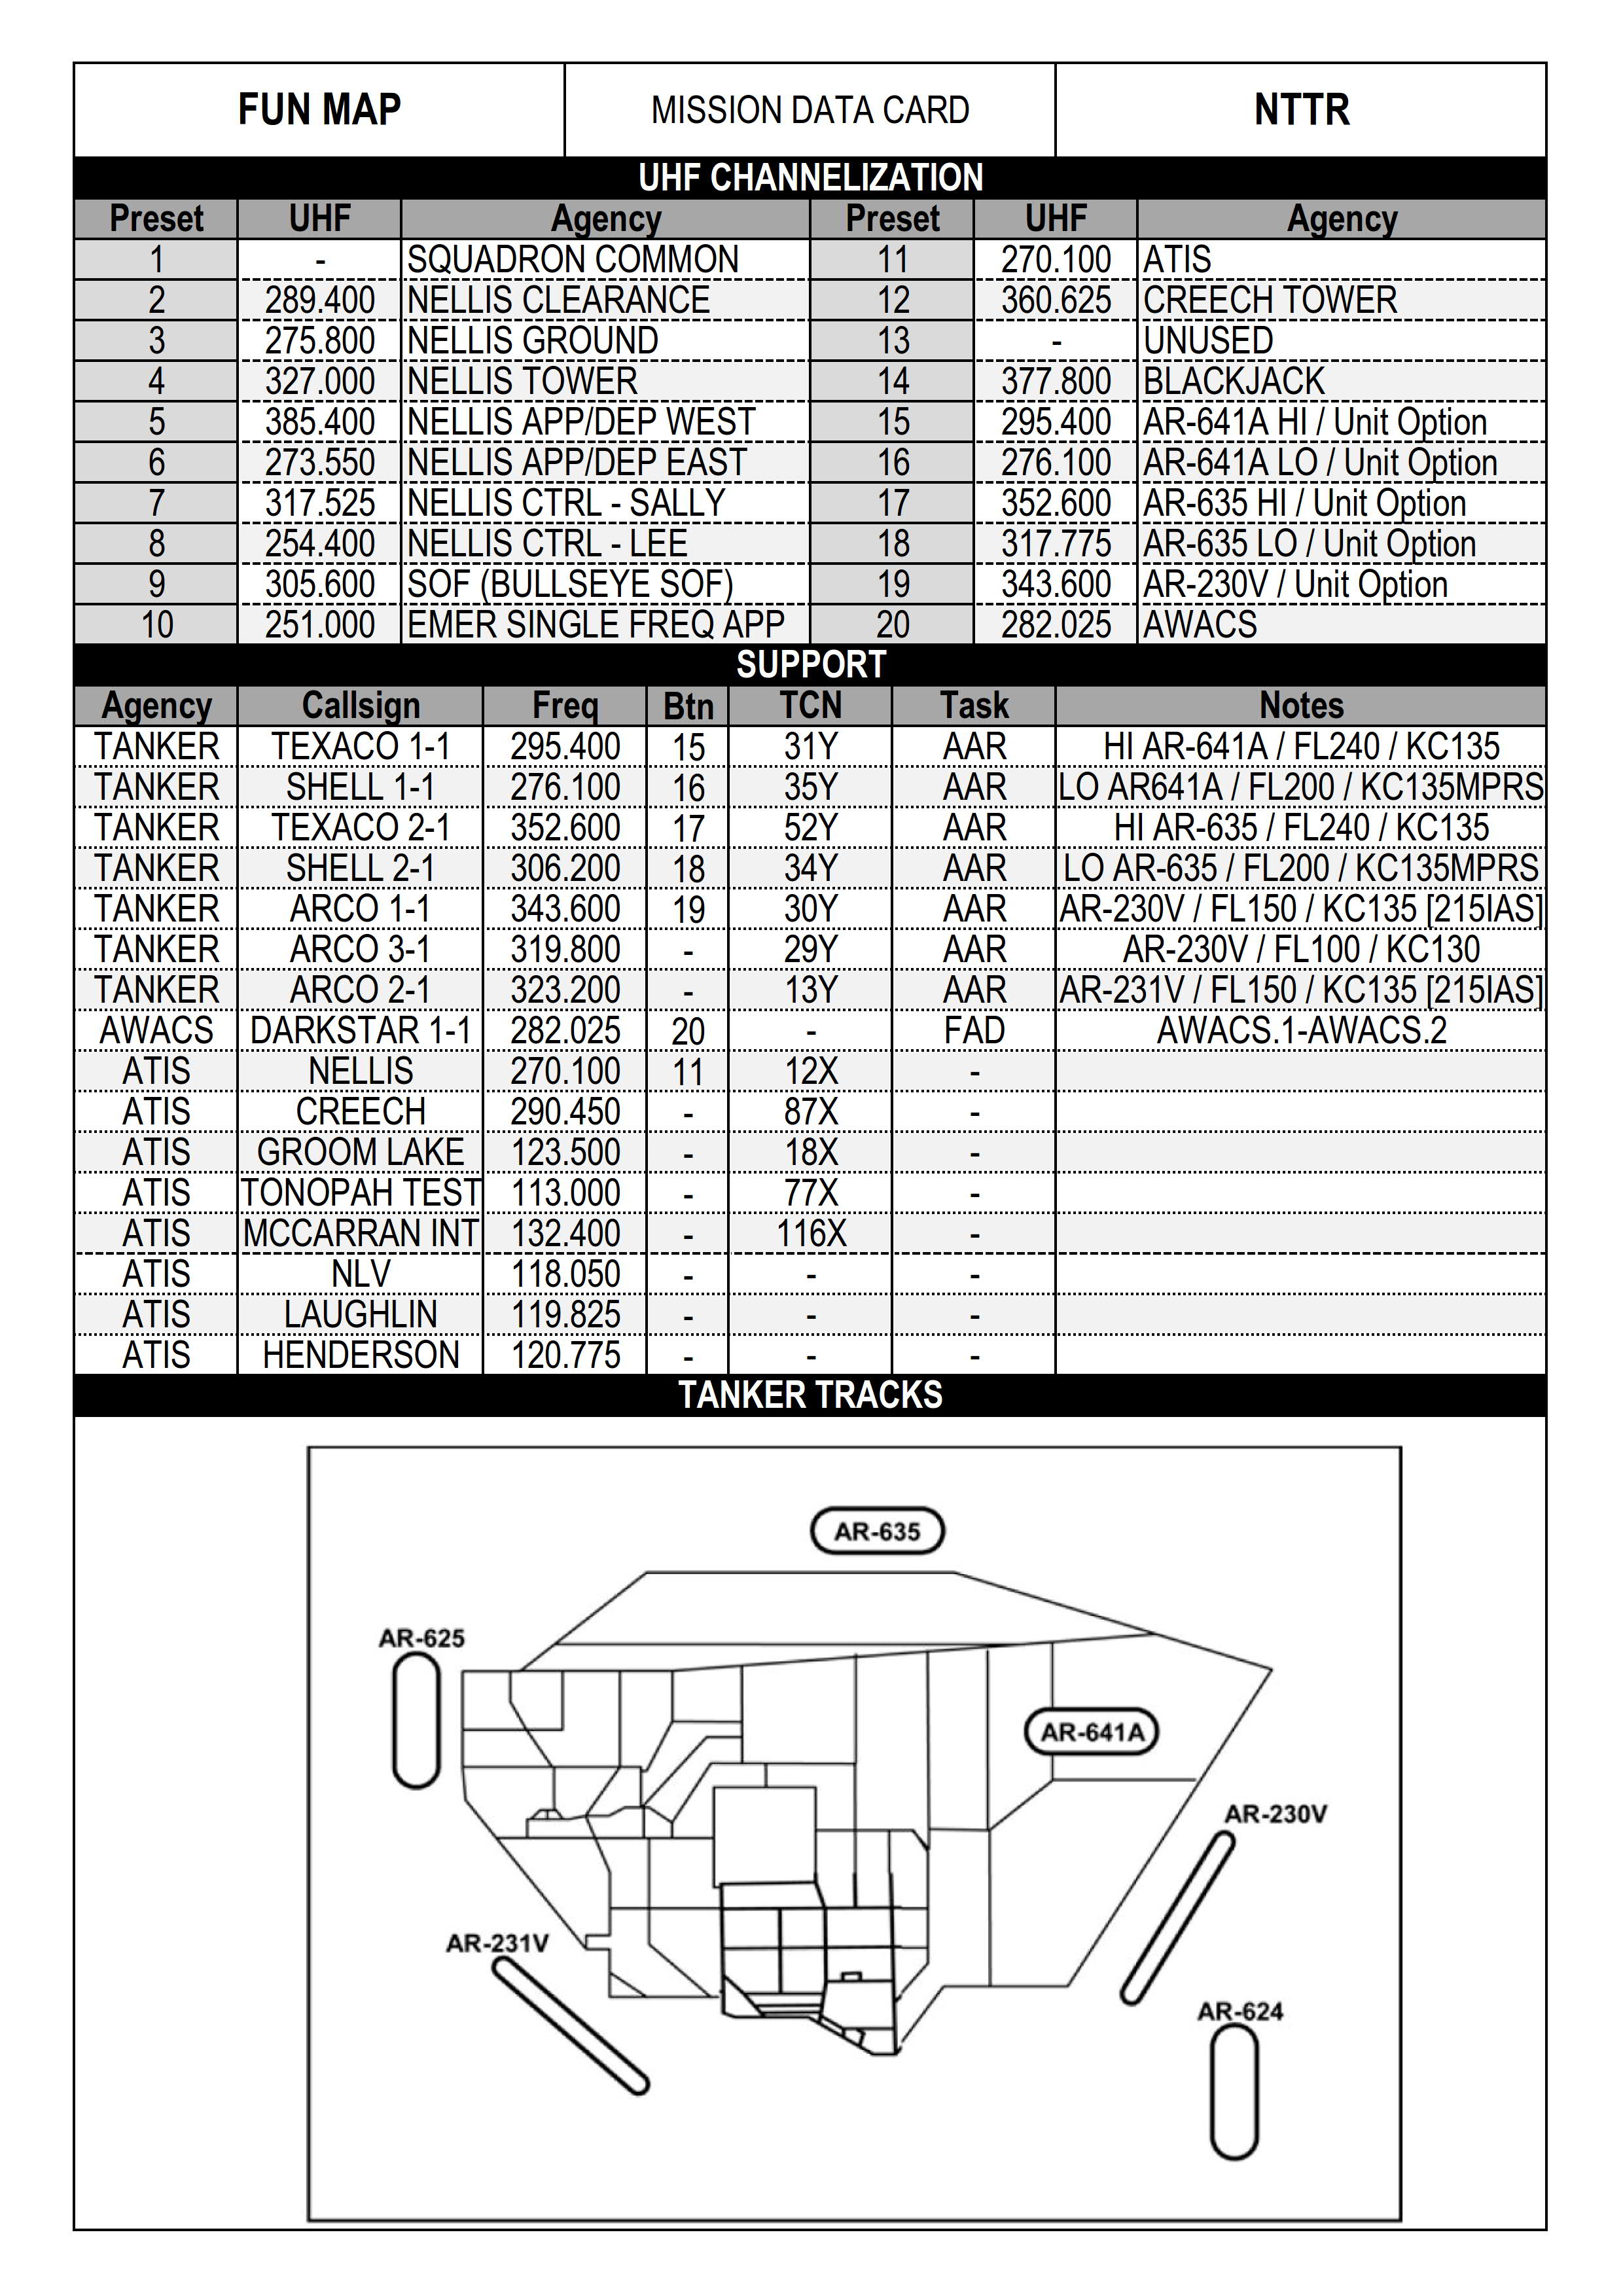 FUN MAP MISSION DATA CARD NTTR
UHF CHANNELIZATION
Preset UHF Agency Preset UHF Agency
1 - SQUADRON COMMON 11 270.100 ATIS
2 289.400 NELLIS CLEARANCE 12 360.625 CREECH TOWER
3 275.800 NELLIS GROUND 13 - UNUSED
4 327.000 NELLIS TOWER 14 377.800 BLACKJACK
5 385.400 NELLIS APP/DEP WEST 15 295.400 AR-641A HI / Unit Option
6 273.550 NELLIS APP/DEP EAST 16 276.100 AR-641A LO / Unit Option
7 317.525 NELLIS CTRL - SALLY 17 352.600 AR-635 HI / Unit Option
8 254.400 NELLIS CTRL - LEE 18 317.775 AR-635 LO / Unit Option
9 305.600 SOF (BULLSEYE SOF) 19 343.600 AR-230V / Unit Option
10 251.000 EMER SINGLE FREQ APP 20 282.025 AWACS
SUPPORT
Agency Callsign Freq Btn TCN Task Notes
TANKER TEXACO 1-1 295.400 15 31Y AAR HI AR-641A / FL240 / KC135
TANKER SHELL 1-1 276.100 16 35Y AAR LO AR641A / FL200 / KC135MPRS
TANKER TEXACO 2-1 352.600 17 52Y AAR HI AR-635 / FL240 / KC135
TANKER SHELL 2-1 306.200 18 34Y AAR LO AR-635 / FL200 / KC135MPRS
TANKER ARCO 1-1 343.600 19 30Y AAR AR-230V / FL150 / KC135 [215IAS]
TANKER ARCO 3-1 319.800 - 29Y AAR AR-230V / FL100 / KC130
TANKER ARCO 2-1 323.200 - 13Y AAR AR-231V / FL150 / KC135 [215IAS]
AWACS DARKSTAR 1-1 282.025 20 - FAD AWACS.1-AWACS.2
ATIS NELLIS 270.100 11 12X -
ATIS CREECH 290.450 - 87X -
ATIS GROOM LAKE 123.500 - 18X -
ATIS TONOPAH TEST 113.000 - 77X -
ATIS MCCARRAN INT 132.400 - 116X -
ATIS NLV 118.050 - - -
ATIS LAUGHLIN 119.825 - - -
ATIS HENDERSON 120.775 - - -
TANKER TRACKS
AR-635
AR-625
AR-641A
AR-230V
AR-231V
AR-624